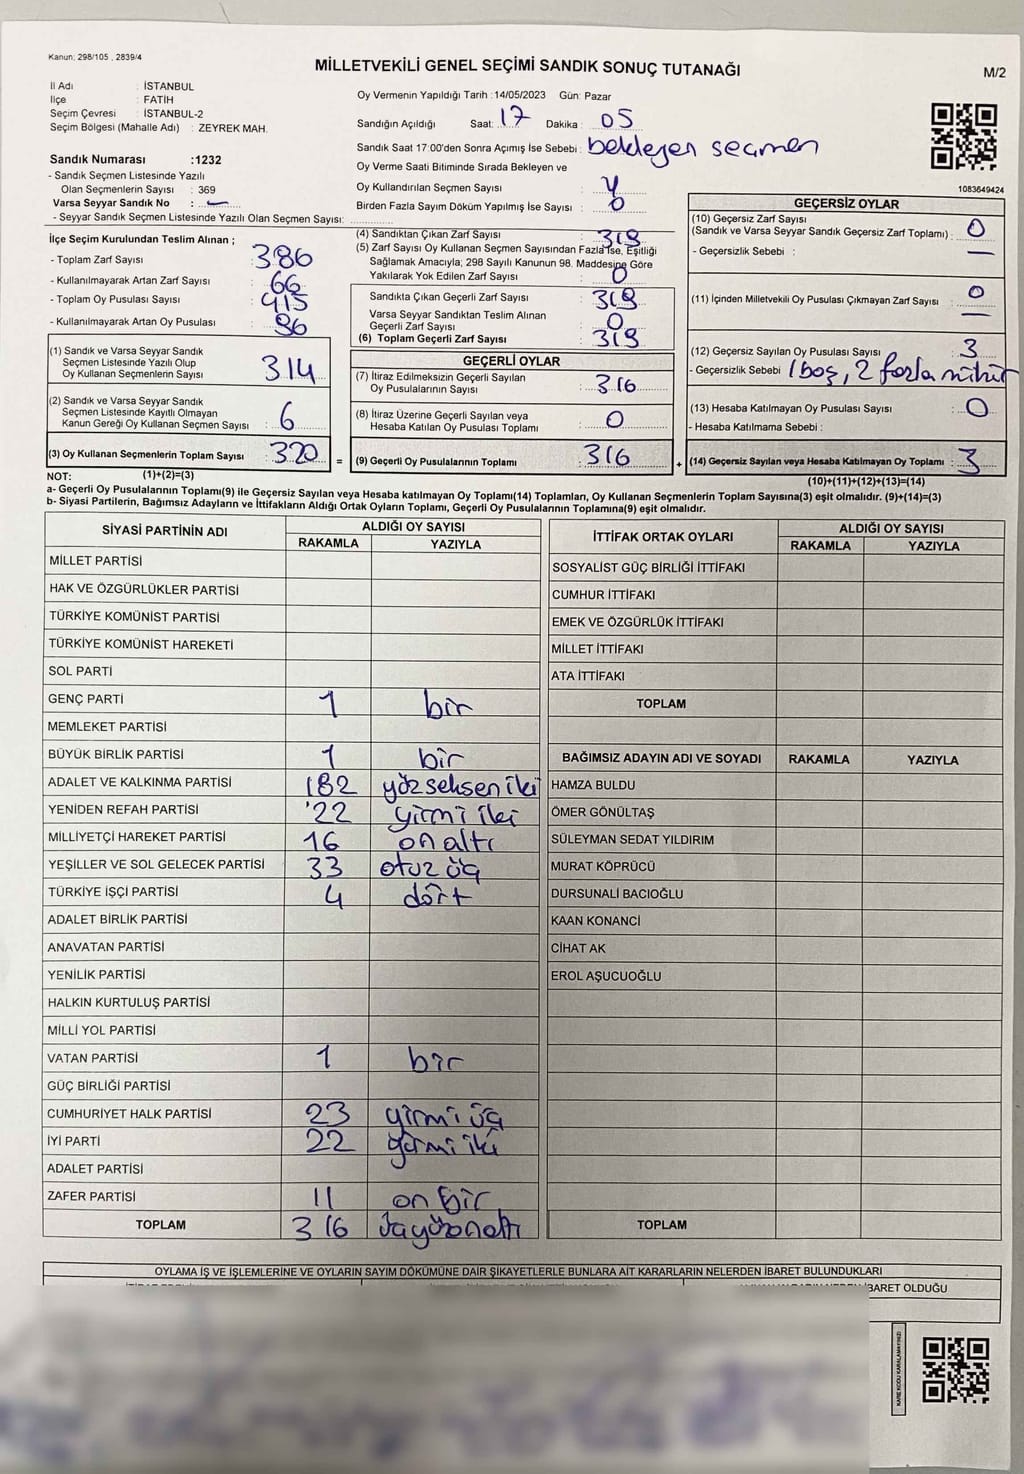 Kanun; 298/105 , 2839/4
MİLLETVEKİLİ GENEL SEÇİMİ SANDIK SONUÇ TUTANAĞI
M/2
İl Adı : İSTANBUL
İlçe : FATİH
Seçim Çevresi : İSTANBUL-2
Seçim Bölgesi (Mahalle Adı) : ZEYREK MAH.
Oy Vermenin Yapıldığı Tarih :14/05/2023 Gün: Pazar
Sandığın Açıldığı Saat: 17 Dakika : 05
Sandık Saat 17:00'den Sonra Açımış İse Sebebi : bekleyen seçmen
Oy Verme Saati Bitiminde Sırada Bekleyen ve
Oy Kullandırılan Seçmen Sayısı :
Birden Fazla Sayım Döküm Yapılmış İse Sayısı : 0
Sandık Numarası :1232
- Sandık Seçmen Listesinde Yazılı
Olan Seçmenlerin Sayısı : 369
Varsa Seyyar Sandık No : —
- Seyyar Sandık Seçmen Listesinde Yazılı Olan Seçmen Sayısı:
1083649424
İlçe Seçim Kurulundan Teslim Alınan ;
- Toplam Zarf Sayısı : 386
- Kullanılmayarak Artan Zarf Sayısı : 66
- Toplam Oy Pusulası Sayısı : 415
- Kullanılmayarak Artan Oy Pusulası :
(1) Sandık ve Varsa Seyyar Sandık
Seçmen Listesinde Yazılı Olup
Oy Kullanan Seçmenlerin Sayısı : 314
(2) Sandık ve Varsa Seyyar Sandık
Seçmen Listesinde Kayıtlı Olmayan
Kanun Gereği Oy Kullanan Seçmen Sayısı : 6
(3) Oy Kullanan Seçmenlerin Toplam Sayısı : 320
(4) Sandıktan Çıkan Zarf Sayısı : 319
(5) Zarf Sayısı Oy Kullanan Seçmen Sayısından Fazla İse, Eşitliği
Sağlamak Amacıyla; 298 Sayılı Kanunun 98. Maddesine Göre
Yakılarak Yok Edilen Zarf Sayısı : 0
Sandıkta Çıkan Geçerli Zarf Sayısı : 319
Varsa Seyyar Sandıktan Teslim Alınan
Geçerli Zarf Sayısı : 0
(6) Toplam Geçerli Zarf Sayısı : 319
GEÇERLİ OYLAR
(7) İtiraz Edilmeksizin Geçerli Sayılan
Oy Pusulalarının Sayısı : 316
(8) İtiraz Üzerine Geçerli Sayılan veya
Hesaba Katılan Oy Pusulası Toplamı : 0
= (9) Geçerli Oy Pusulalarının Toplamı : 316
GEÇERSİZ OYLAR
(10) Geçersiz Zarf Sayısı
(Sandık ve Varsa Seyyar Sandık Geçersiz Zarf Toplamı) : 0
- Geçersizlik Sebebi : —
(11) İçinden Milletvekili Oy Pusulası Çıkmayan Zarf Sayısı : 0
—
(12) Geçersiz Sayılan Oy Pusulası Sayısı : 3
- Geçersizlik Sebebi : 1 boş, 2 fazla mühür
(13) Hesaba Katılmayan Oy Pusulası Sayısı : 0
- Hesaba Katılmama Sebebi :
+ (14) Geçersiz Sayılan veya Hesaba Katılmayan Oy Toplamı : 3
NOT: (1)+(2)=(3)
(10)+(11)+(12)+(13)=(14)
a- Geçerli Oy Pusulalarının Toplamı(9) ile Geçersiz Sayılan veya Hesaba katılmayan Oy Toplamı(14) Toplamları, Oy Kullanan Seçmenlerin Toplam Sayısına(3) eşit olmalıdır. (9)+(14)=(3)
b- Siyasi Partilerin, Bağımsız Adayların ve İttifakların Aldığı Ortak Oyların Toplamı, Geçerli Oy Pusulalarının Toplamına(9) eşit olmalıdır.
SİYASİ PARTİNİN ADI ALDIĞI OY SAYISI
RAKAMLA YAZIYLA
MİLLET PARTİSİ
HAK VE ÖZGÜRLÜKLER PARTİSİ
TÜRKİYE KOMÜNİST PARTİSİ
TÜRKİYE KOMÜNİST HAREKETİ
SOL PARTİ
GENÇ PARTİ 1 bir
MEMLEKET PARTİSİ
BÜYÜK BİRLİK PARTİSİ 1 bir
ADALET VE KALKINMA PARTİSİ 182 yüzseksen iki
YENİDEN REFAH PARTİSİ 22 yirmi iki
MİLLİYETÇİ HAREKET PARTİSİ 16 on altı
YEŞİLLER VE SOL GELECEK PARTİSİ 33 otuz üç
TÜRKİYE İŞÇİ PARTİSİ 4 dört
ADALET BİRLİK PARTİSİ
ANAVATAN PARTİSİ
YENİLİK PARTİSİ
HALKIN KURTULUŞ PARTİSİ
MİLLİ YOL PARTİSİ
VATAN PARTİSİ 1 bir
GÜÇ BİRLİĞİ PARTİSİ
CUMHURİYET HALK PARTİSİ 23 yirmi üç
İYİ PARTİ 22 yirmi iki
ADALET PARTİSİ
ZAFER PARTİSİ 11 on bir
TOPLAM 316 üçyüzonaltı
İTTİFAK ORTAK OYLARI ALDIĞI OY SAYISI
RAKAMLA YAZIYLA
SOSYALİST GÜÇ BİRLİĞİ İTTİFAKI
CUMHUR İTTİFAKI
EMEK VE ÖZGÜRLÜK İTTİFAKI
MİLLET İTTİFAKI
ATA İTTİFAKI
TOPLAM
BAĞIMSIZ ADAYIN ADI VE SOYADI RAKAMLA YAZIYLA
HAMZA BULDU
ÖMER GÖNÜLTAŞ
SÜLEYMAN SEDAT YILDIRIM
MURAT KÖPRÜCÜ
DURSUNALİ BACIOĞLU
KAAN KONANCİ
CİHAT AK
EROL AŞUCUOĞLU
TOPLAM
OYLAMA İŞ VE İŞLEMLERİNE VE OYLARIN SAYIM DÖKÜMÜNE DAİR ŞİKAYETLERLE BUNLARA AİT KARARLARIN NELERDEN İBARET BULUNDUKLARI
İBARET OLDUĞU
KARE KODU KARALAMAYINIZ!